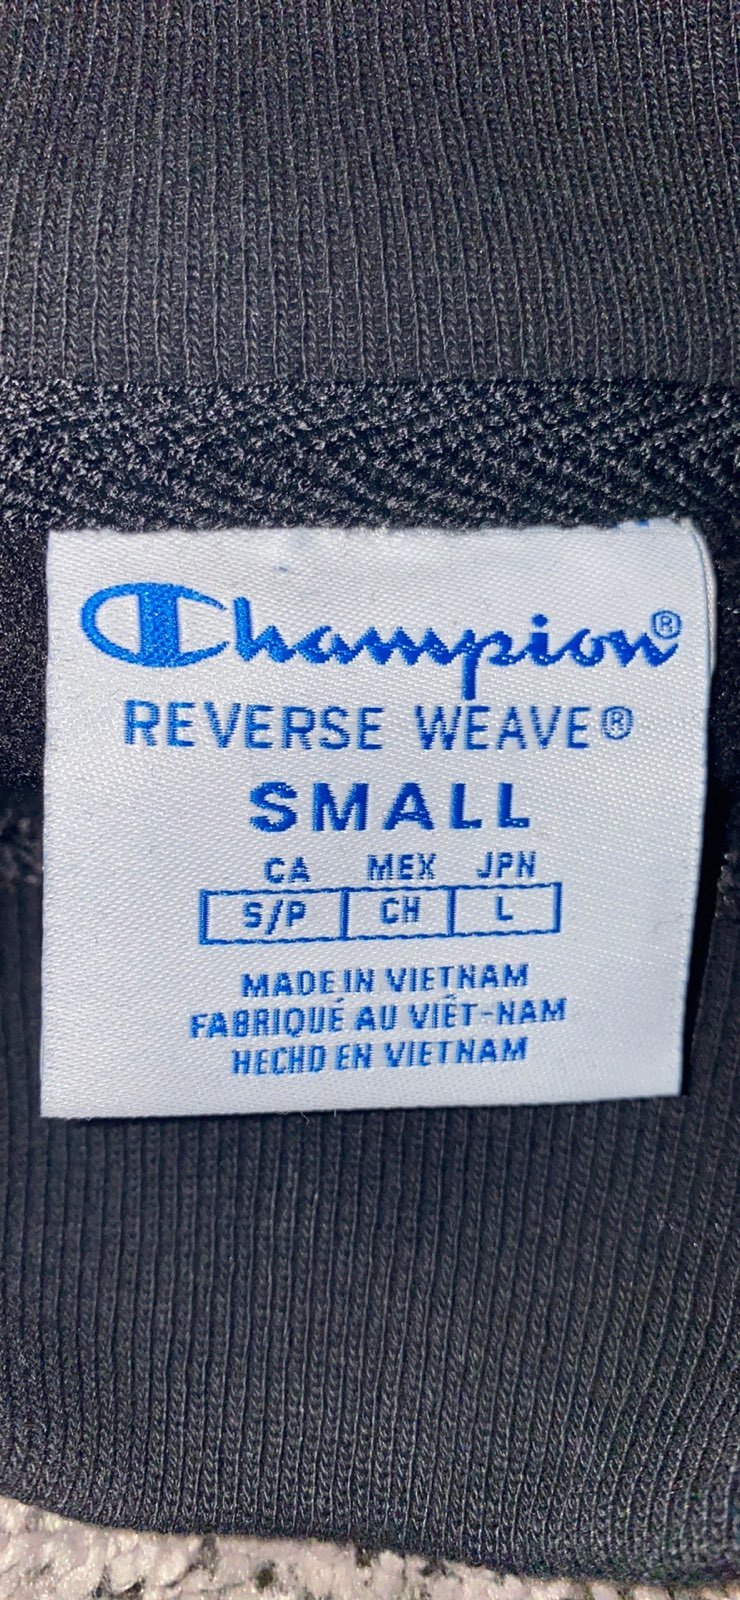 Champion®
REVERSE WEAVE®
SMALL
CA MEX JPN
S/P CH L
MADE IN VIETNAM
FABRIQUÉ AU VIÊT-NAM
HECHO EN VIETNAM